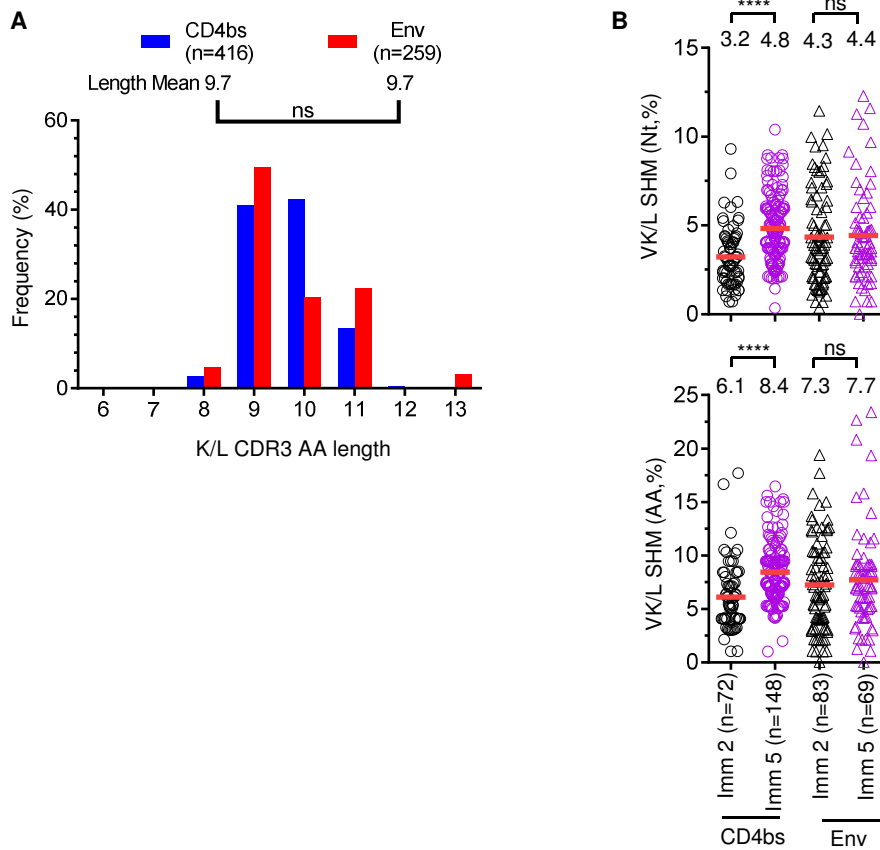 A
CD4bs
(n=416)
Env
(n=259)
Length Mean 9.7
9.7
ns
60
40
20
0
Frequency (%)
6 7 8 9 10 11 12 13
K/L CDR3 AA length
B
**** ns
3.2 4.8 4.3 4.4
15
10
5
0
VK/L SHM (Nt,%)
**** ns
6.1 8.4 7.3 7.7
25
20
15
10
5
0
VK/L SHM (AA,%)
Imm 2 (n=72)
Imm 5 (n=148)
Imm 2 (n=83)
Imm 5 (n=69)
CD4bs
Env